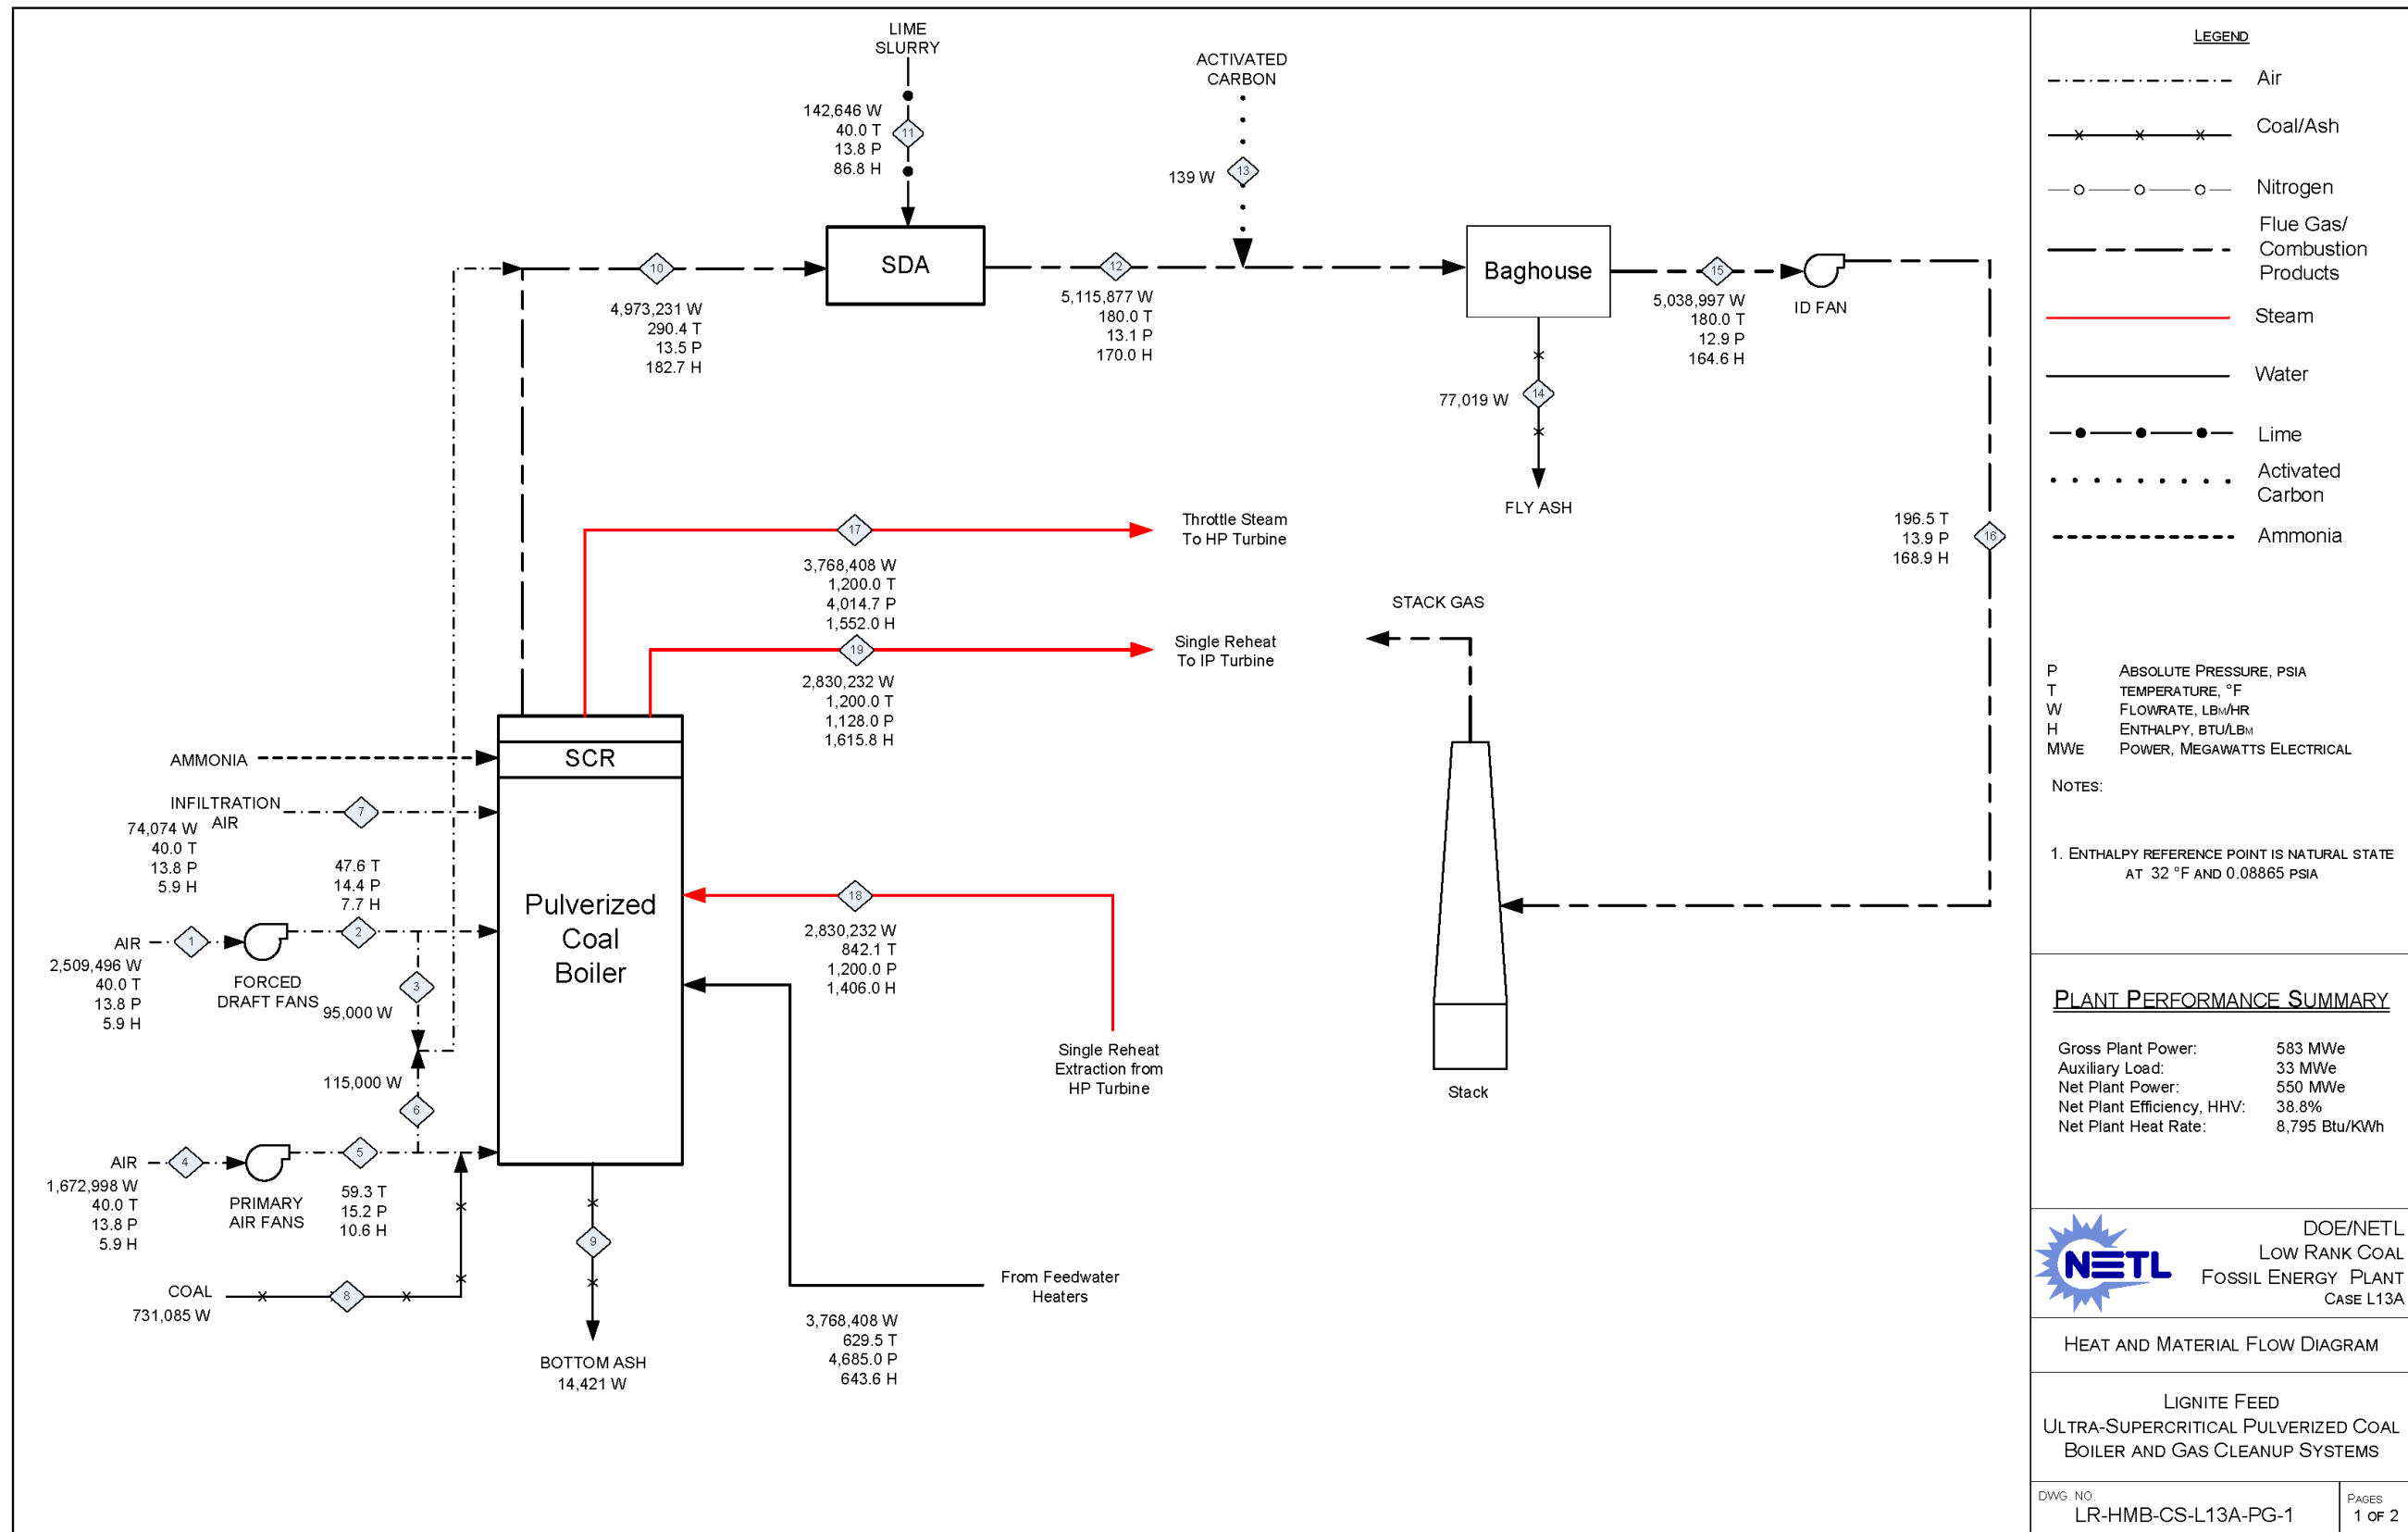 LIME
SLURRY
142,646 W
40.0 T
13.8 P
86.8 H
11
ACTIVATED
CARBON
139 W
13
10
4,973,231 W
290.4 T
13.5 P
182.7 H
SDA
12
5,115,877 W
180.0 T
13.1 P
170.0 H
Baghouse
15
5,038,997 W
180.0 T
12.9 P
164.6 H
ID FAN
77,019 W
14
FLY ASH
196.5 T
13.9 P
168.9 H
16
17
3,768,408 W
1,200.0 T
4,014.7 P
1,552.0 H
Throttle Steam
To HP Turbine
19
2,830,232 W
1,200.0 T
1,128.0 P
1,615.8 H
Single Reheat
To IP Turbine
STACK GAS
Stack
AMMONIA
SCR
INFILTRATION
AIR
7
74,074 W
40.0 T
13.8 P
5.9 H
47.6 T
14.4 P
7.7 H
Pulverized
Coal
Boiler
AIR
1
2
2,509,496 W
40.0 T
13.8 P
5.9 H
FORCED
DRAFT FANS
3
95,000 W
115,000 W
6
AIR
4
5
1,672,998 W
40.0 T
13.8 P
5.9 H
PRIMARY
AIR FANS
59.3 T
15.2 P
10.6 H
COAL
8
731,085 W
9
BOTTOM ASH
14,421 W
18
2,830,232 W
842.1 T
1,200.0 P
1,406.0 H
Single Reheat
Extraction from
HP Turbine
From Feedwater
Heaters
3,768,408 W
629.5 T
4,685.0 P
643.6 H
LEGEND
Air
Coal/Ash
Nitrogen
Flue Gas/
Combustion
Products
Steam
Water
Lime
Activated
Carbon
Ammonia
P ABSOLUTE PRESSURE, PSIA
T TEMPERATURE, °F
W FLOWRATE, LBM/HR
H ENTHALPY, BTU/LBM
MWE POWER, MEGAWATTS ELECTRICAL
NOTES:
1. ENTHALPY REFERENCE POINT IS NATURAL STATE
AT 32 °F AND 0.08865 PSIA
PLANT PERFORMANCE SUMMARY
Gross Plant Power: 583 MWe
Auxiliary Load: 33 MWe
Net Plant Power: 550 MWe
Net Plant Efficiency, HHV: 38.8%
Net Plant Heat Rate: 8,795 Btu/KWh
NETL
DOE/NETL
LOW RANK COAL
FOSSIL ENERGY PLANT
CASE L13A
HEAT AND MATERIAL FLOW DIAGRAM
LIGNITE FEED
ULTRA-SUPERCRITICAL PULVERIZED COAL
BOILER AND GAS CLEANUP SYSTEMS
DWG. NO.
LR-HMB-CS-L13A-PG-1
PAGES
1 OF 2